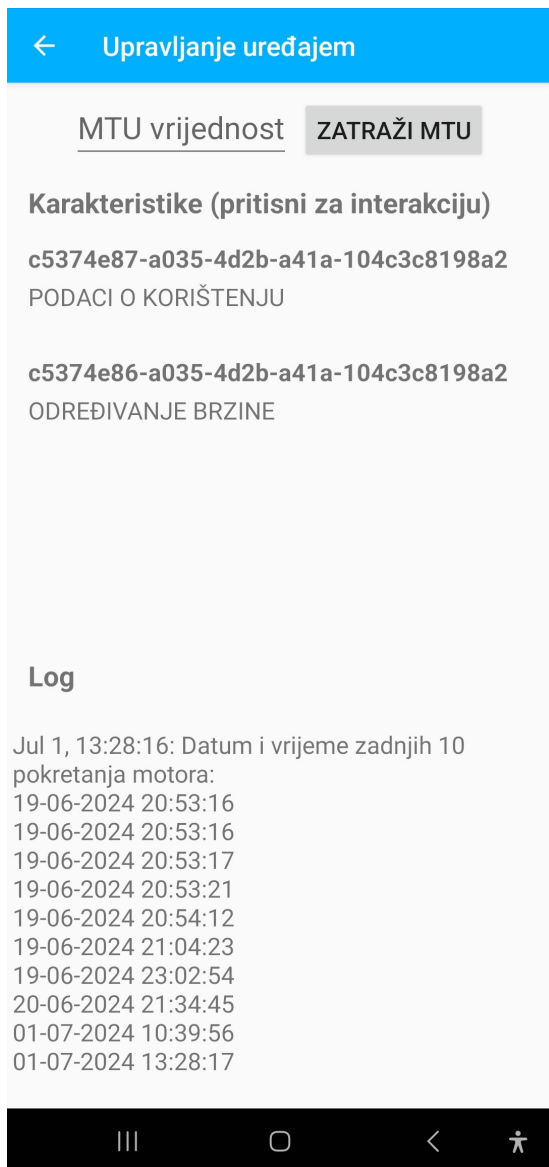 Upravljanje uređajem
MTU vrijednost ZATRAŽI MTU
Karakteristike (pritisni za interakciju)
c5374e87-a035-4d2b-a41a-104c3c8198a2
PODACI O KORIŠTENJU
c5374e86-a035-4d2b-a41a-104c3c8198a2
ODREĐIVANJE BRZINE
Log
Jul 1, 13:28:16: Datum i vrijeme zadnjih 10
pokretanja motora:
19-06-2024 20:53:16
19-06-2024 20:53:16
19-06-2024 20:53:17
19-06-2024 20:53:21
19-06-2024 20:54:12
19-06-2024 21:04:23
19-06-2024 23:02:54
20-06-2024 21:34:45
01-07-2024 10:39:56
01-07-2024 13:28:17